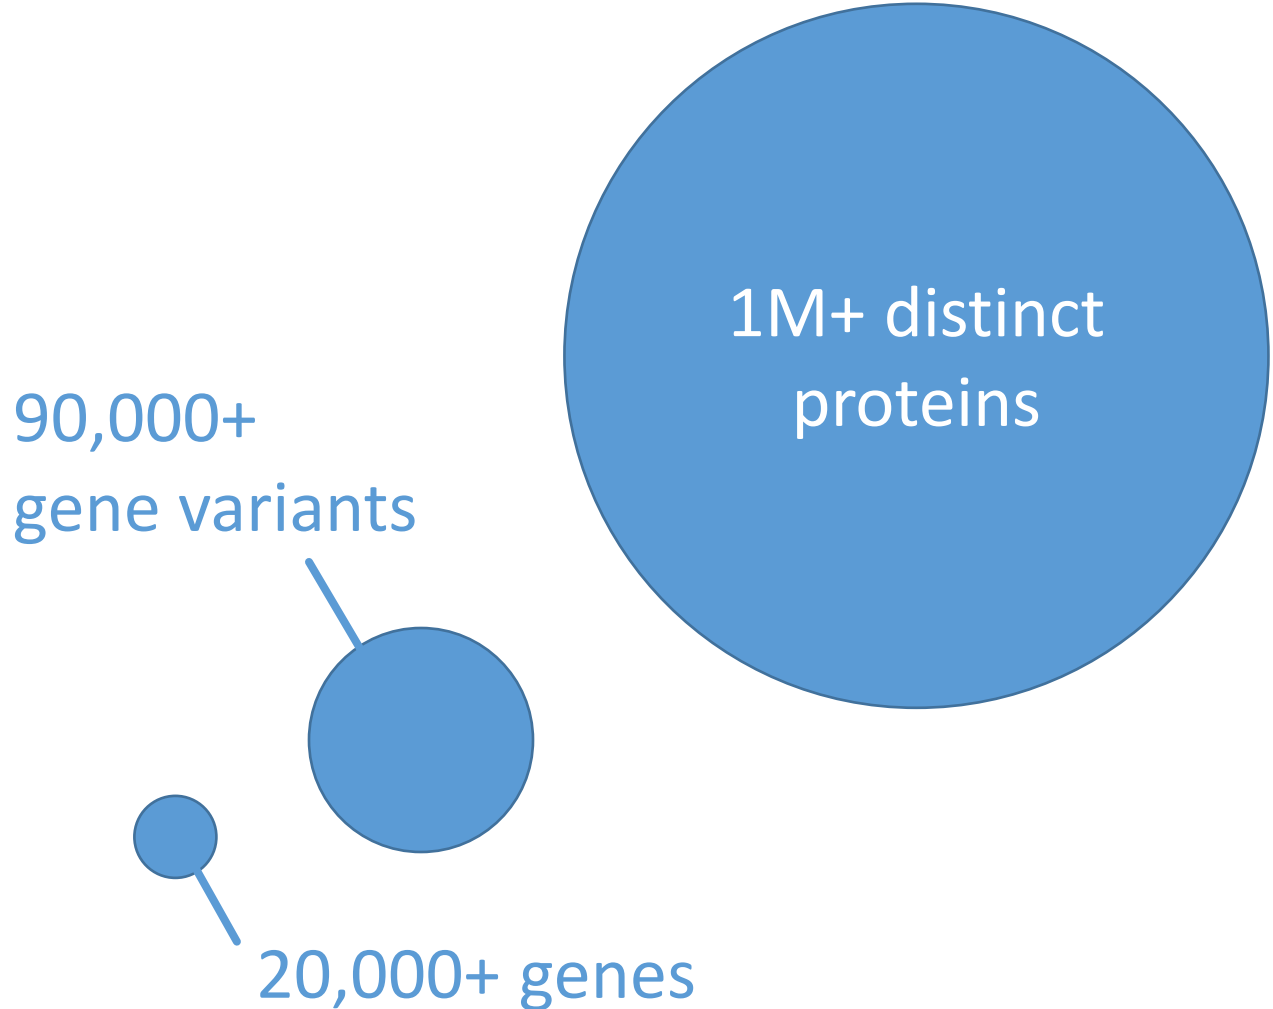 1M+ distinct
proteins
90,000+
gene variants
20,000+ genes